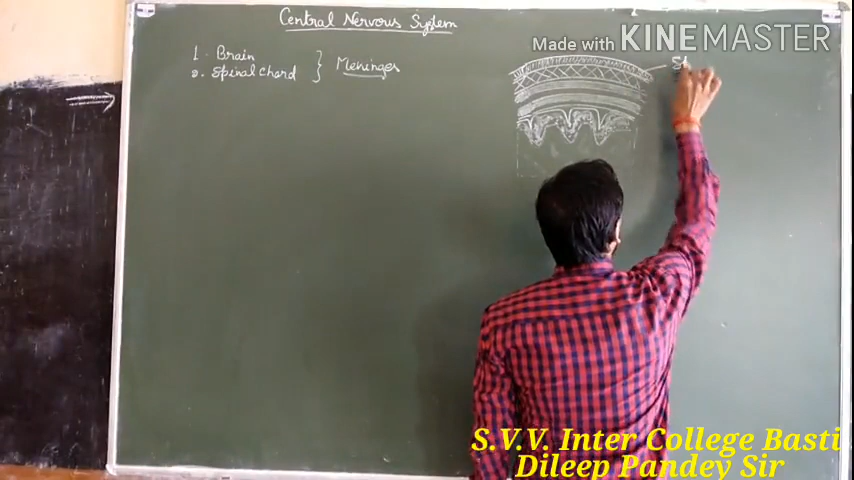 Central Nervous System
Made with KINEMASTER
1. Brain
2. Spinal Chord } Meninges
S.V.V. Inter College Basti
Dileep Pandey Sir